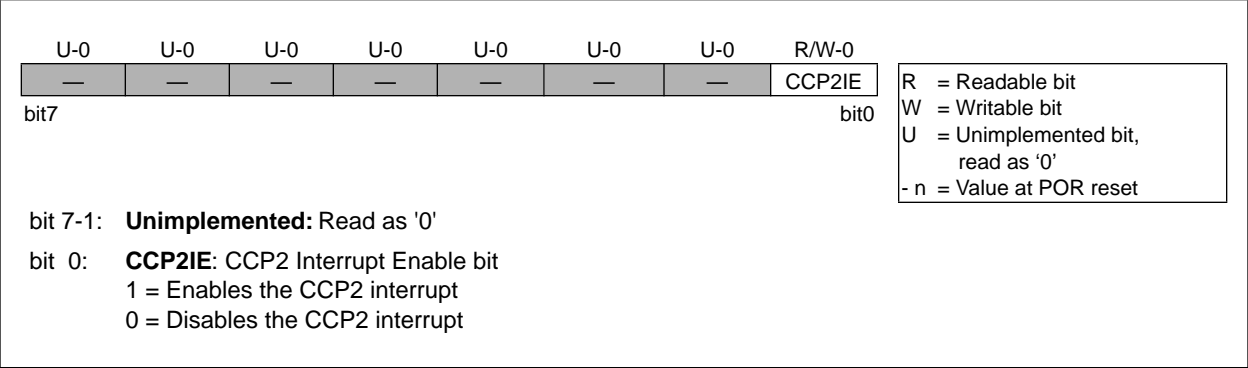 U-0 U-0 U-0 U-0 U-0 U-0 U-0 R/W-0
— — — — — — — CCP2IE
bit7 bit0
R = Readable bit
W = Writable bit
U = Unimplemented bit,
read as ‘0’
- n = Value at POR reset
bit 7-1: Unimplemented: Read as '0'
bit 0: CCP2IE: CCP2 Interrupt Enable bit
1 = Enables the CCP2 interrupt
0 = Disables the CCP2 interrupt